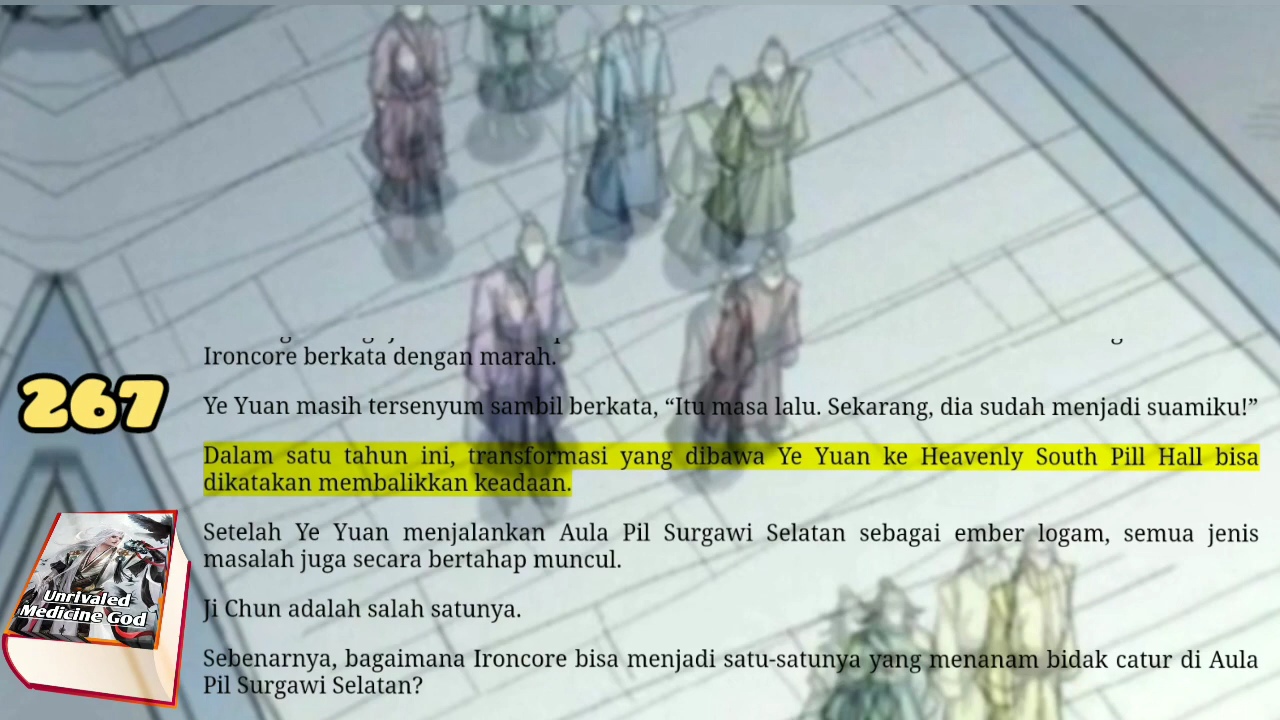 Ironcore berkata dengan marah.
Ye Yuan masih tersenyum sambil berkata, “Itu masa lalu. Sekarang, dia sudah menjadi suamiku!”
Dalam satu tahun ini, transformasi yang dibawa Ye Yuan ke Heavenly South Pill Hall bisa
dikatakan membalikkan keadaan.
Setelah Ye Yuan menjalankan Aula Pil Surgawi Selatan sebagai ember logam, semua jenis
masalah juga secara bertahap muncul.
Ji Chun adalah salah satunya.
Sebenarnya, bagaimana Ironcore bisa menjadi satu-satunya yang menanam bidak catur di Aula
Pil Surgawi Selatan?
267
Unrivaled
Medicine God